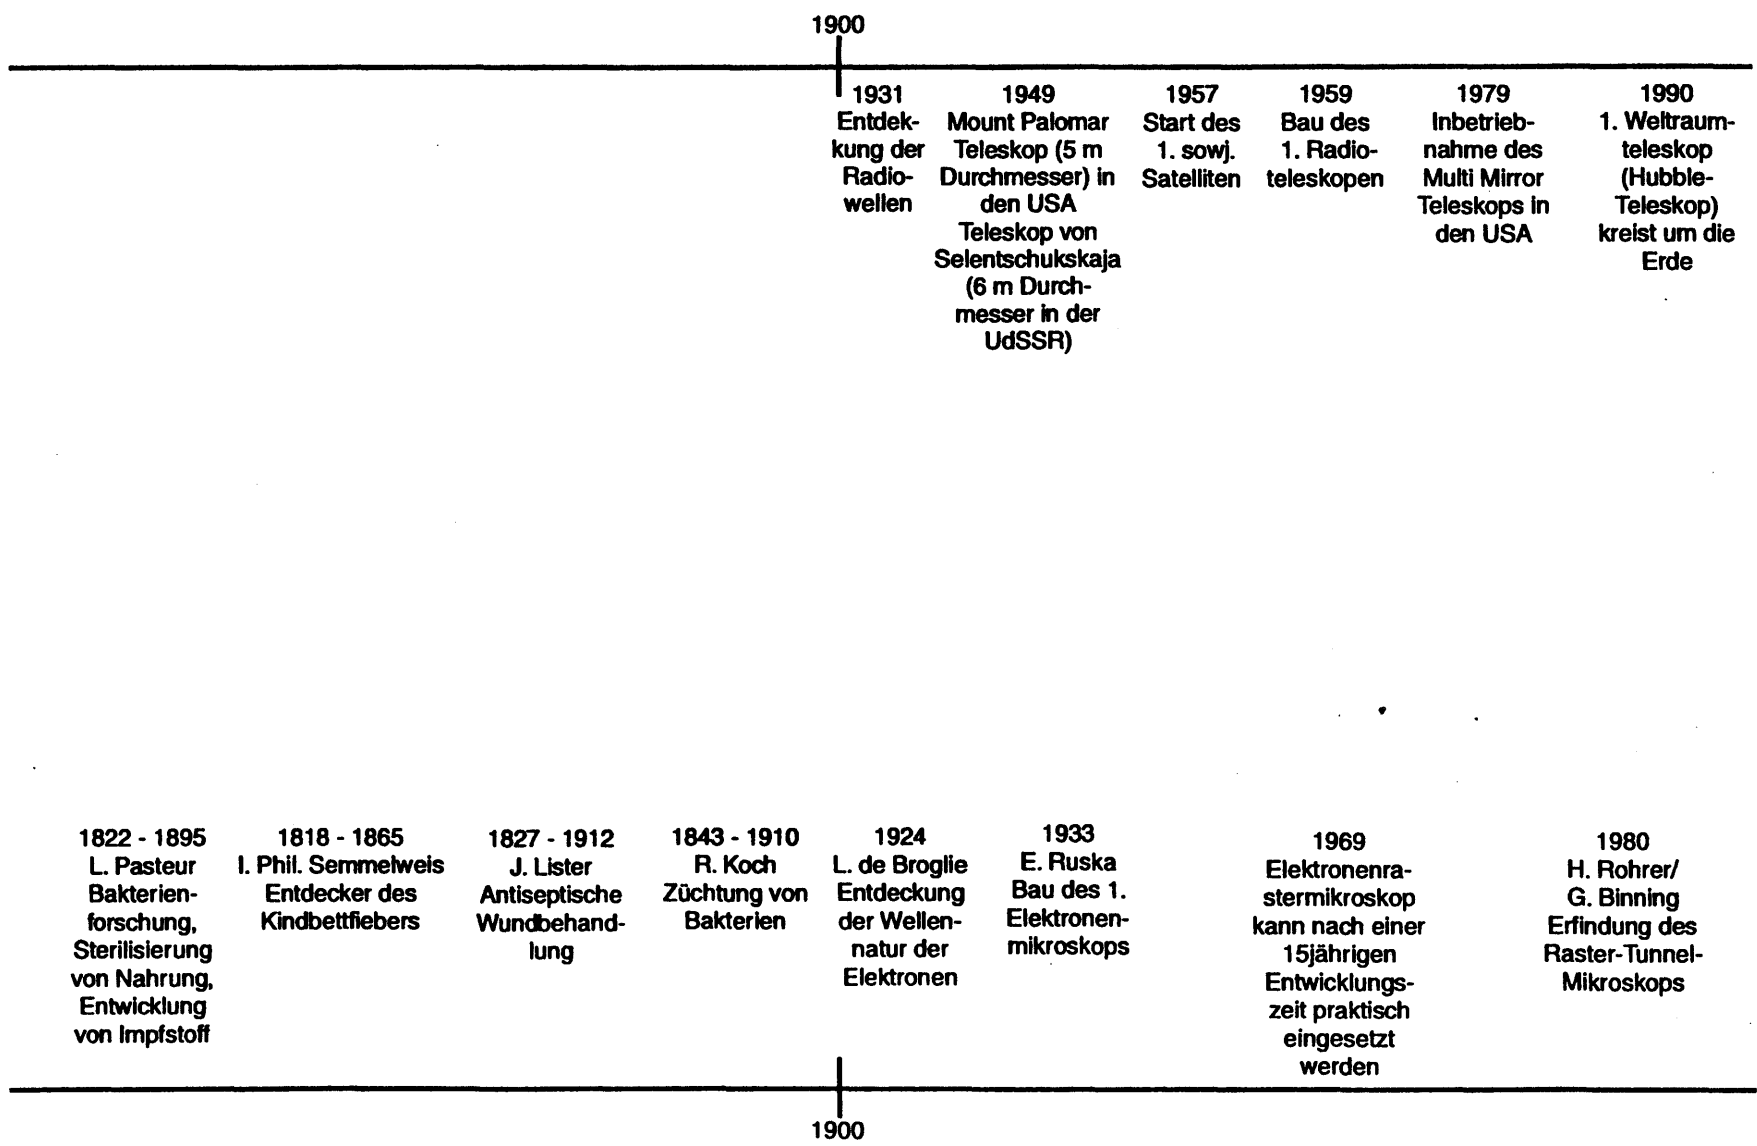 1900
1931
Entdek-
kung der
Radio-
wellen
1949
Mount Palomar
Teleskop (5 m
Durchmesser) in
den USA
Teleskop von
Selentschukskaja
(6 m Durch-
messer in der
UdSSR)
1957
Start des
1. sowj.
Satelliten
1959
Bau des
1. Radio-
teleskopen
1979
Inbetrieb-
nahme des
Multi Mirror
Teleskops in
den USA
1990
1. Weltraum-
teleskop
(Hubble-
Teleskop)
kreist um die
Erde
1822 - 1895
L. Pasteur
Bakterien-
forschung,
Sterilisierung
von Nahrung,
Entwicklung
von Impfstoff
1818 - 1865
I. Phil. Semmelweis
Entdecker des
Kindbettfiebers
1827 - 1912
J. Lister
Antiseptische
Wundbehand-
lung
1843 - 1910
R. Koch
Züchtung von
Bakterien
1924
L. de Broglie
Entdeckung
der Wellen-
natur der
Elektronen
1933
E. Ruska
Bau des 1.
Elektronen-
mikroskops
1969
Elektronenra-
stermikroskop
kann nach einer
15jährigen
Entwicklungs-
zeit praktisch
eingesetzt
werden
1980
H. Rohrer/
G. Binning
Erfindung des
Raster-Tunnel-
Mikroskops
1900